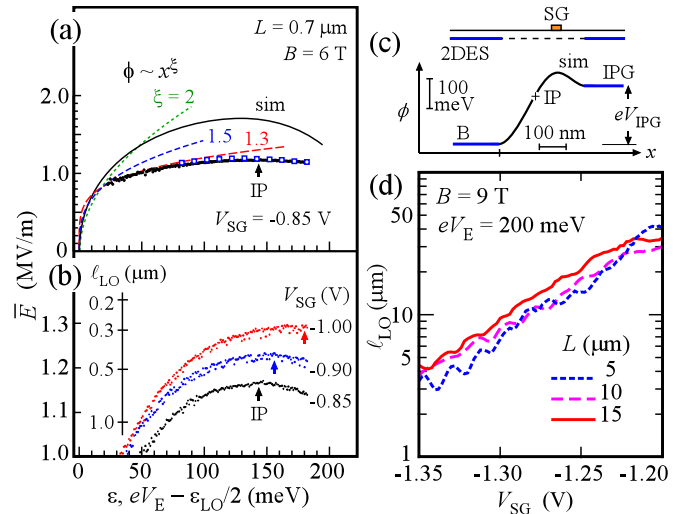 (a)
L = 0.7 μm
B = 6 T
ϕ ~ x^ξ
ξ = 2
sim
1.5
1.3
IP
V_SG = -0.85 V
2.0
1.0
0
E̅ (MV/m)
(b)
ℓ_LO (μm)
0.2
0.3
0.5
1.0
V_SG (V)
-1.00
-0.90
-0.85
IP
1.3
1.2
1.1
1.0
0 50 100 150 200
ε, eV_E − ε_LO/2 (meV)
(c)
SG
2DES
sim
IPG
100
meV
IP
ϕ
eV_IPG
B
100 nm
x
(d)
B = 9 T
eV_E = 200 meV
50
10
5
1
ℓ_LO (μm)
L (μm)
5
10
15
-1.35 -1.30 -1.25 -1.20
V_SG (V)